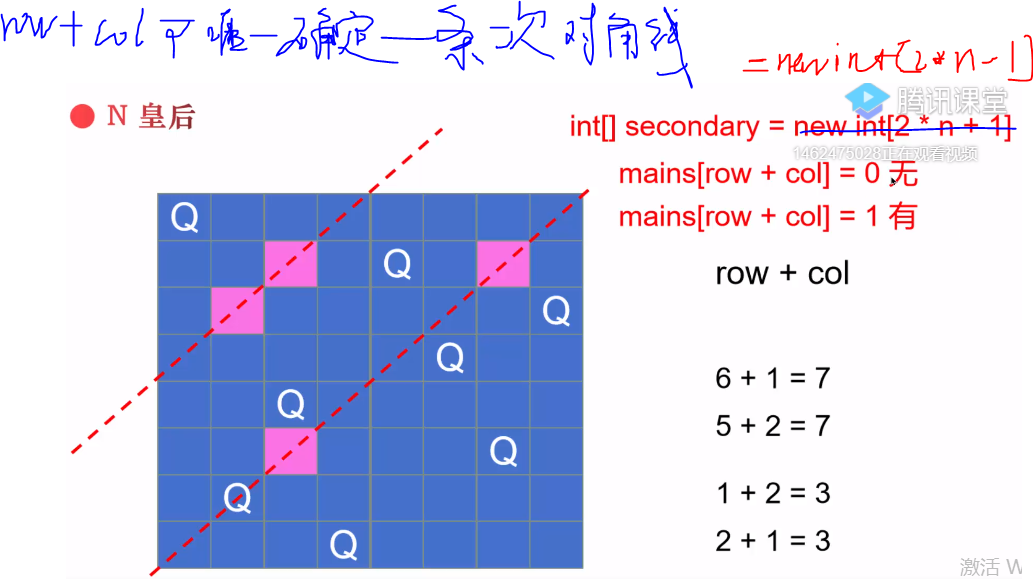 row+col可唯一确定一条次对角线
=new int[2*n-1]
腾讯课堂
N 皇后
int[] secondary = new int[2 * n + 1]
1462475028正在观看视频
mains[row + col] = 0 无
mains[row + col] = 1 有
row + col
Q
Q
Q
Q
Q
Q
Q
Q
6 + 1 = 7
5 + 2 = 7
1 + 2 = 3
2 + 1 = 3
激活 W